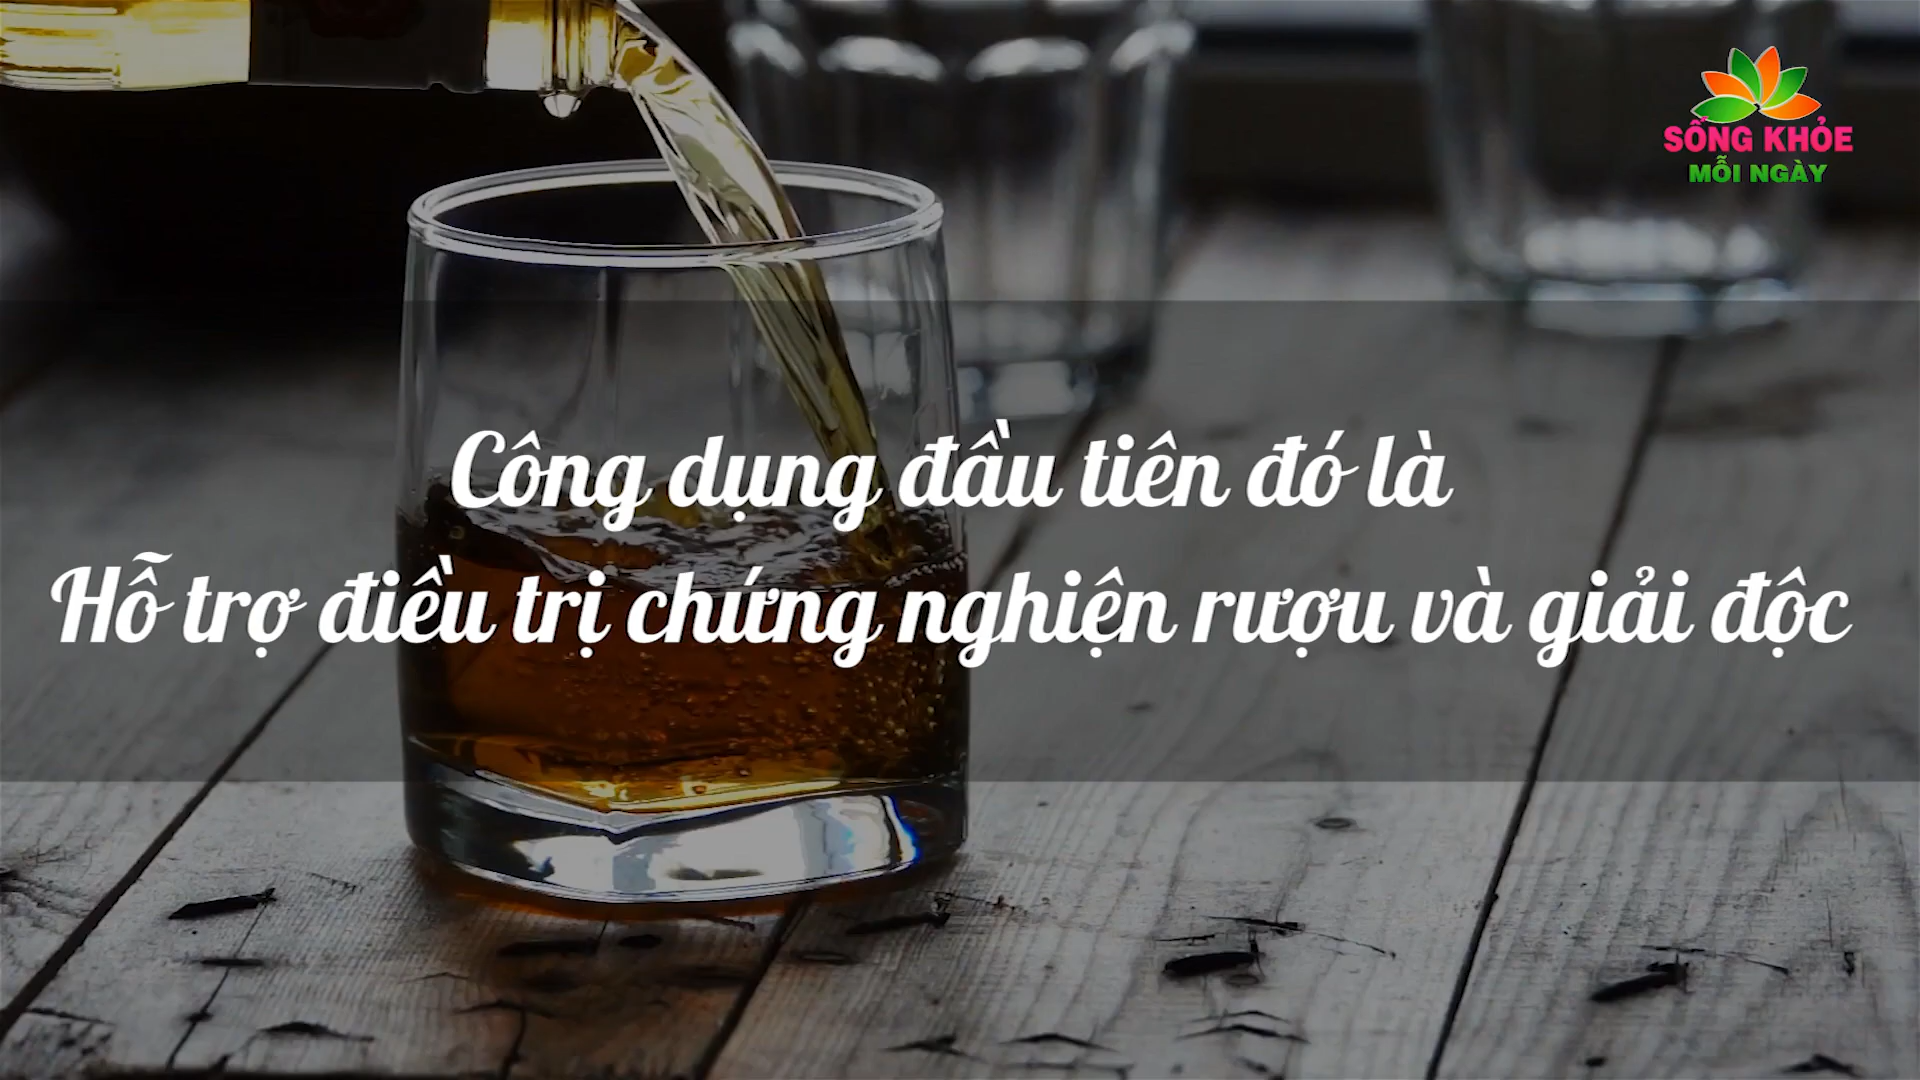 SỐNG KHỎE
MỖI NGÀY
Công dụng đầu tiên đó là
Hỗ trợ điều trị chứng nghiện rượu và giải độc